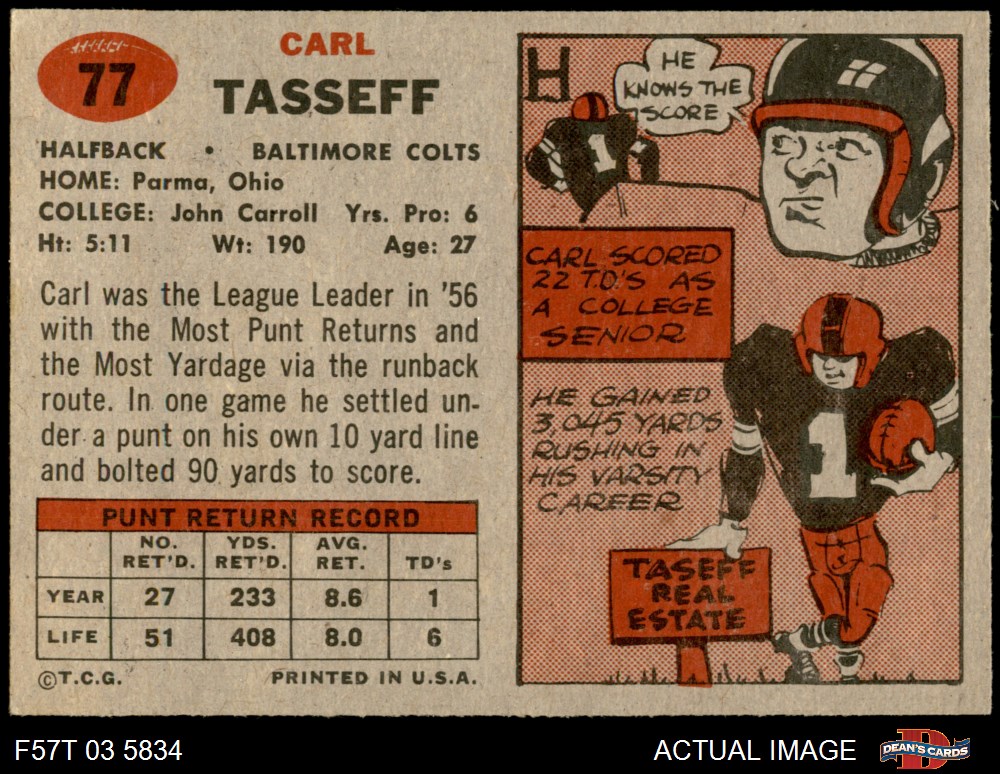 77
CARL
TASSEFF
HALFBACK • BALTIMORE COLTS
HOME: Parma, Ohio
COLLEGE: John Carroll Yrs. Pro: 6
Ht: 5:11 Wt: 190 Age: 27
Carl was the League Leader in '56
with the Most Punt Returns and
the Most Yardage via the runback
route. In one game he settled un-
der a punt on his own 10 yard line
and bolted 90 yards to score.
PUNT RETURN RECORD
NO. RET'D. YDS. RET'D. AVG. RET. TD's
YEAR 27 233 8.6 1
LIFE 51 408 8.0 6
©T.C.G. PRINTED IN U.S.A.
H
HE
KNOWS THE
SCORE
1
CARL SCORED
22 T.D.'S AS
A COLLEGE
SENIOR
HE GAINED
3,045 YARDS
RUSHING IN
HIS VARSITY
CAREER
1
TASEFF
REAL
ESTATE
F57T 03 5834 ACTUAL IMAGE DEAN'S CARDS